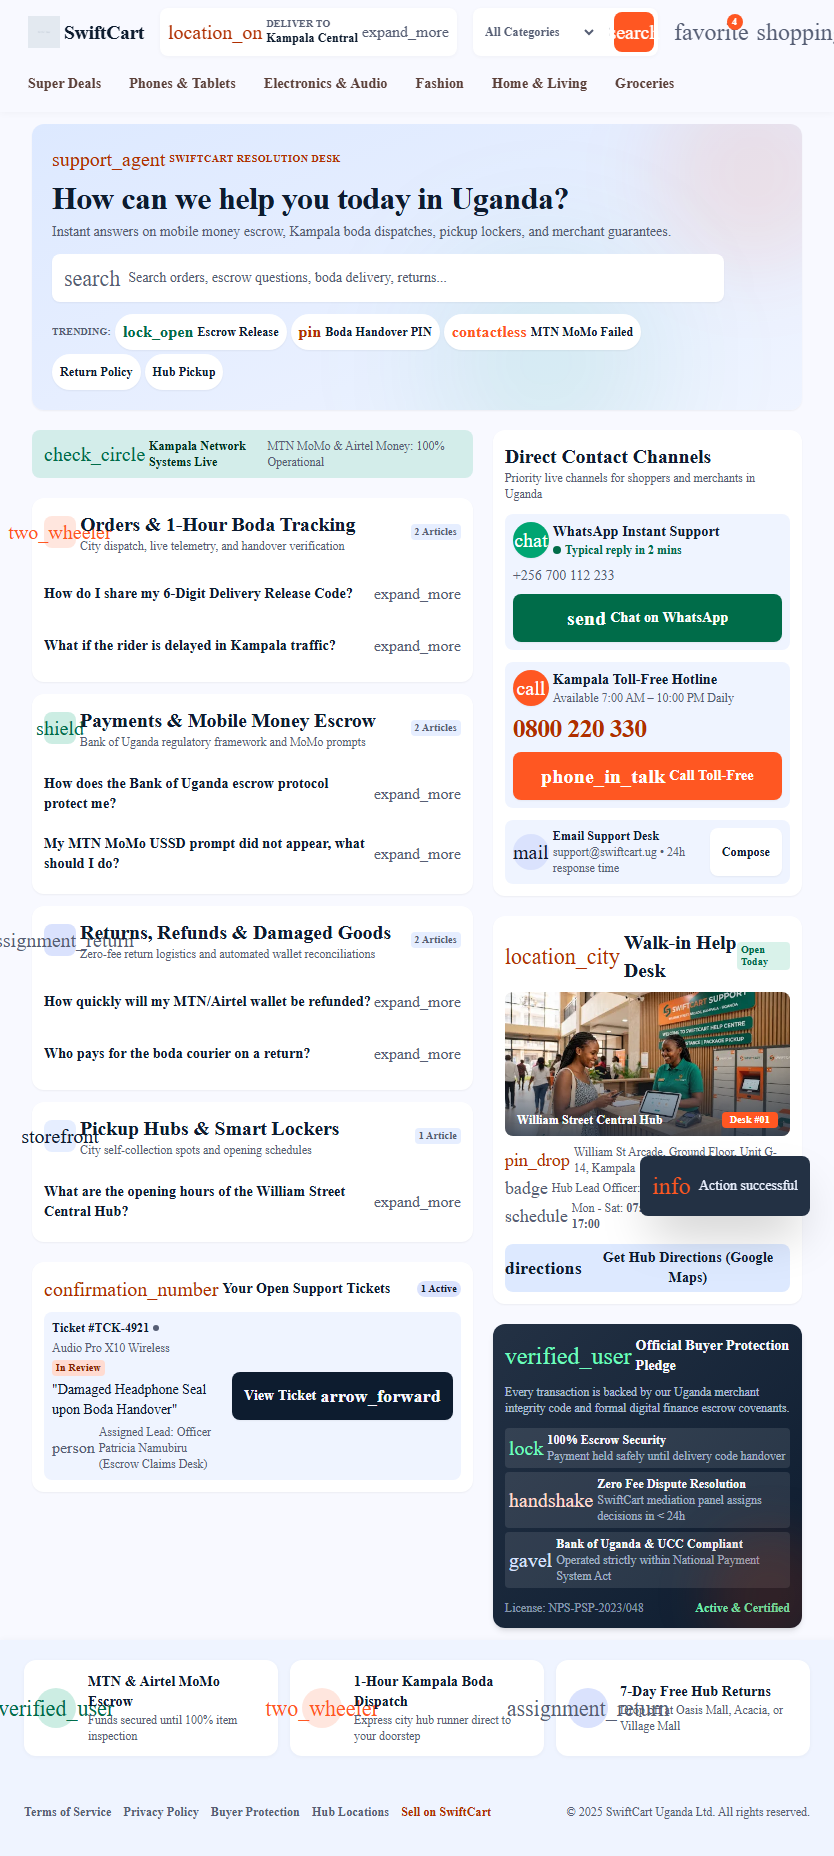 SwiftCart
location_on
DELIVER TO
Kampala Central
expand_more
All Categories
search
favorite
4
shopping
Super Deals
Phones & Tablets
Electronics & Audio
Fashion
Home & Living
Groceries
support_agent SWIFTCART RESOLUTION DESK
How can we help you today in Uganda?
Instant answers on mobile money escrow, Kampala boda dispatches, pickup lockers, and merchant guarantees.
search Search orders, escrow questions, boda delivery, returns...
TRENDING:
lock_open Escrow Release
pin Boda Handover PIN
contactless MTN MoMo Failed
Return Policy
Hub Pickup
check_circle
Kampala Network
Systems Live
MTN MoMo & Airtel Money: 100%
Operational
two_wheeler
Orders & 1-Hour Boda Tracking
City dispatch, live telemetry, and handover verification
2 Articles
How do I share my 6-Digit Delivery Release Code?
expand_more
What if the rider is delayed in Kampala traffic?
expand_more
shield
Payments & Mobile Money Escrow
Bank of Uganda regulatory framework and MoMo prompts
2 Articles
How does the Bank of Uganda escrow protocol
protect me?
expand_more
My MTN MoMo USSD prompt did not appear, what
should I do?
expand_more
assignment_return
Returns, Refunds & Damaged Goods
Zero-fee return logistics and automated wallet reconciliations
2 Articles
How quickly will my MTN/Airtel wallet be refunded?
expand_more
Who pays for the boda courier on a return?
expand_more
storefront
Pickup Hubs & Smart Lockers
City self-collection spots and opening schedules
1 Article
What are the opening hours of the William Street
Central Hub?
expand_more
confirmation_number Your Open Support Tickets
1 Active
Ticket #TCK-4921
Audio Pro X10 Wireless
In Review
"Damaged Headphone Seal
upon Boda Handover"
person
Assigned Lead: Officer
Patricia Namubiru
(Escrow Claims Desk)
View Ticket arrow_forward
Direct Contact Channels
Priority live channels for shoppers and merchants in
Uganda
chat
WhatsApp Instant Support
Typical reply in 2 mins
+256 700 112 233
send Chat on WhatsApp
call
Kampala Toll-Free Hotline
Available 7:00 AM – 10:00 PM Daily
0800 220 330
phone_in_talk Call Toll-Free
mail
Email Support Desk
support@swiftcart.ug • 24h
response time
Compose
location_city
Walk-in Help
Desk
Open
Today
SWIFTCART SUPPORT
WELCOME TO SWIFTCART HELP CENTRE
William Street Central Hub
Desk #01
pin_drop
William St Arcade, Ground Floor, Unit G-
14, Kampala
badge Hub Lead Officer:
schedule
Mon - Sat: 07:
17:00
info Action successful
directions
Get Hub Directions (Google
Maps)
verified_user
Official Buyer Protection
Pledge
Every transaction is backed by our Uganda merchant
integrity code and formal digital finance escrow covenants.
lock
100% Escrow Security
Payment held safely until delivery code handover
handshake
Zero Fee Dispute Resolution
SwiftCart mediation panel assigns
decisions in < 24h
gavel
Bank of Uganda & UCC Compliant
Operated strictly within National Payment
System Act
License: NPS-PSP-2023/048
Active & Certified
verified_user
MTN & Airtel MoMo
Escrow
Funds secured until 100% item
inspection
two_wheeler
1-Hour Kampala Boda
Dispatch
Express city hub runner direct to
your doorstep
assignment_return
7-Day Free Hub Returns
Drop off at Oasis Mall, Acacia, or
Village Mall
Terms of Service
Privacy Policy
Buyer Protection
Hub Locations
Sell on SwiftCart
© 2025 SwiftCart Uganda Ltd. All rights reserved.